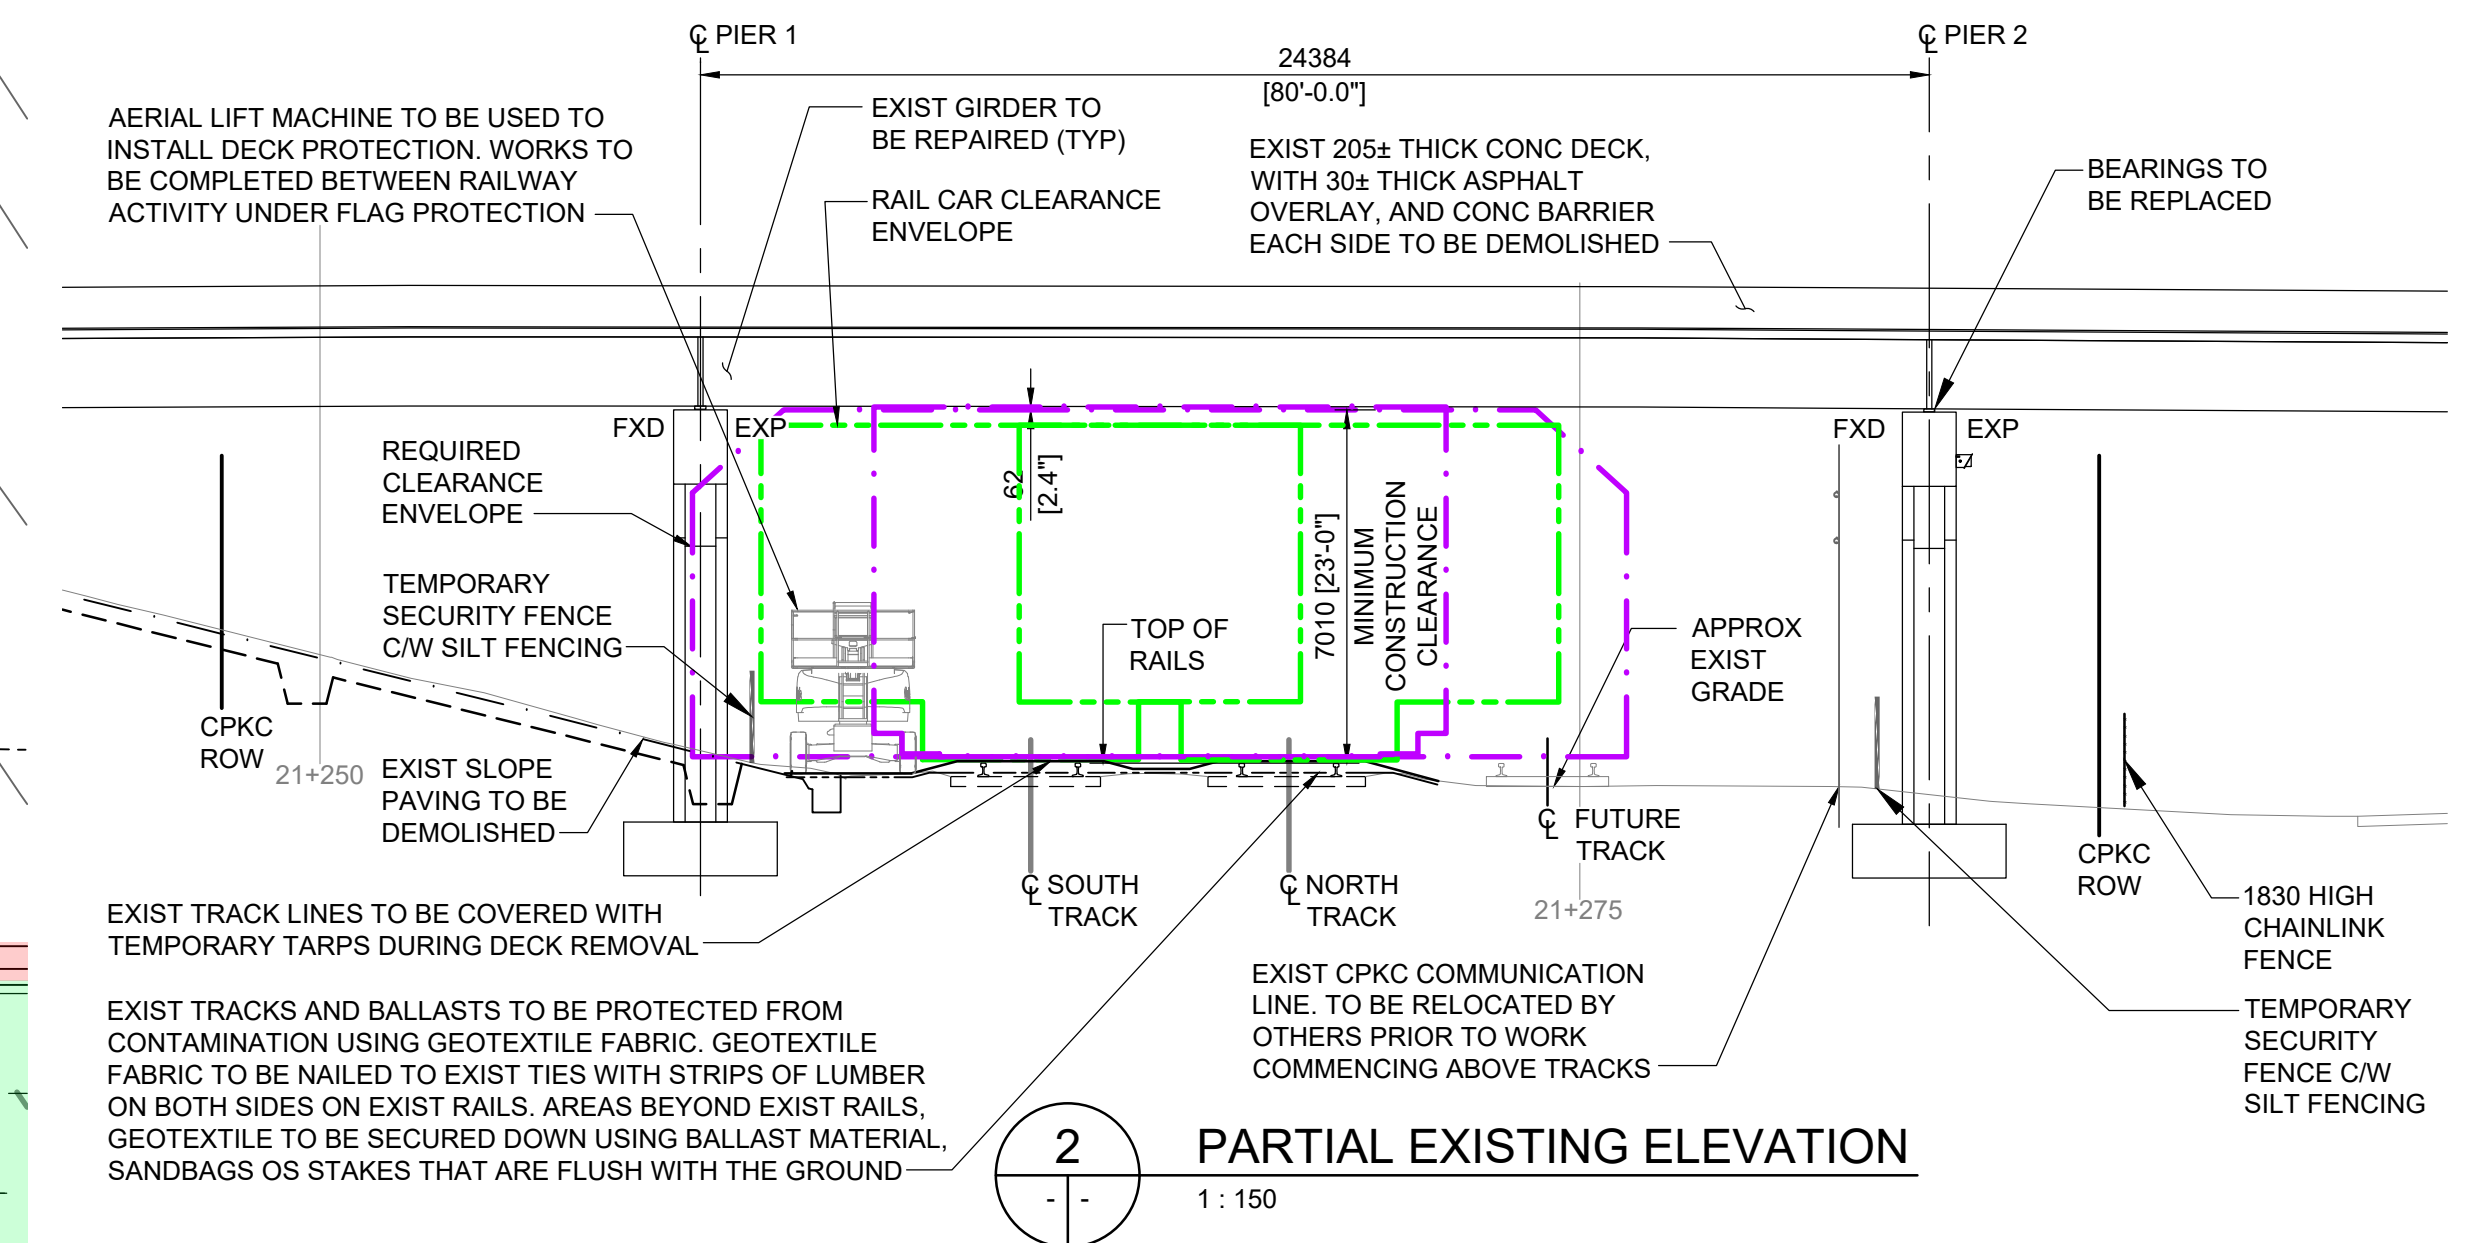 ℄ PIER 1
℄ PIER 2
24384
[80'-0.0"]
AERIAL LIFT MACHINE TO BE USED TO
INSTALL DECK PROTECTION. WORKS TO
BE COMPLETED BETWEEN RAILWAY
ACTIVITY UNDER FLAG PROTECTION
EXIST GIRDER TO
BE REPAIRED (TYP)
RAIL CAR CLEARANCE
ENVELOPE
EXIST 205± THICK CONC DECK,
WITH 30± THICK ASPHALT
OVERLAY, AND CONC BARRIER
EACH SIDE TO BE DEMOLISHED
BEARINGS TO
BE REPLACED
FXD
EXP
FXD
EXP
REQUIRED
CLEARANCE
ENVELOPE
62
[2.4"]
7010 [23'-0"]
MINIMUM
CONSTRUCTION
CLEARANCE
TEMPORARY
SECURITY FENCE
C/W SILT FENCING
TOP OF
RAILS
APPROX
EXIST
GRADE
CPKC
ROW
21+250
EXIST SLOPE
PAVING TO BE
DEMOLISHED
℄ FUTURE
TRACK
℄ SOUTH
TRACK
℄ NORTH
TRACK
21+275
CPKC
ROW
1830 HIGH
CHAINLINK
FENCE
EXIST TRACK LINES TO BE COVERED WITH
TEMPORARY TARPS DURING DECK REMOVAL
EXIST CPKC COMMUNICATION
LINE. TO BE RELOCATED BY
OTHERS PRIOR TO WORK
COMMENCING ABOVE TRACKS
TEMPORARY
SECURITY
FENCE C/W
SILT FENCING
EXIST TRACKS AND BALLASTS TO BE PROTECTED FROM
CONTAMINATION USING GEOTEXTILE FABRIC. GEOTEXTILE
FABRIC TO BE NAILED TO EXIST TIES WITH STRIPS OF LUMBER
ON BOTH SIDES ON EXIST RAILS. AREAS BEYOND EXIST RAILS,
GEOTEXTILE TO BE SECURED DOWN USING BALLAST MATERIAL,
SANDBAGS OS STAKES THAT ARE FLUSH WITH THE GROUND
2
- -
PARTIAL EXISTING ELEVATION
1 : 150